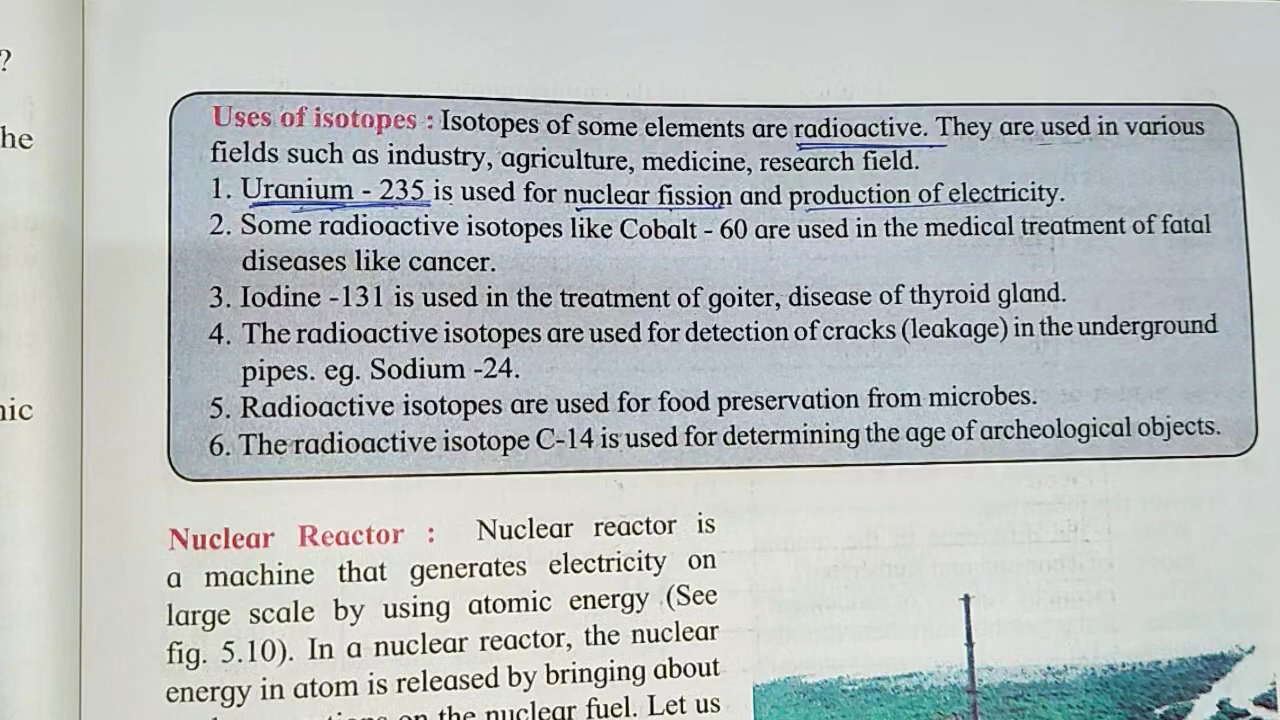 ?
he
nic
Uses of isotopes : Isotopes of some elements are radioactive. They are used in various
fields such as industry, agriculture, medicine, research field.
1. Uranium - 235 is used for nuclear fission and production of electricity.
2. Some radioactive isotopes like Cobalt - 60 are used in the medical treatment of fatal
diseases like cancer.
3. Iodine -131 is used in the treatment of goiter, disease of thyroid gland.
4. The radioactive isotopes are used for detection of cracks (leakage) in the underground
pipes. eg. Sodium -24.
5. Radioactive isotopes are used for food preservation from microbes.
6. The radioactive isotope C-14 is used for determining the age of archeological objects.
Nuclear Reactor : Nuclear reactor is
a machine that generates electricity on
large scale by using atomic energy (See
fig. 5.10). In a nuclear reactor, the nuclear
energy in atom is released by bringing about
on the nuclear fuel. Let us